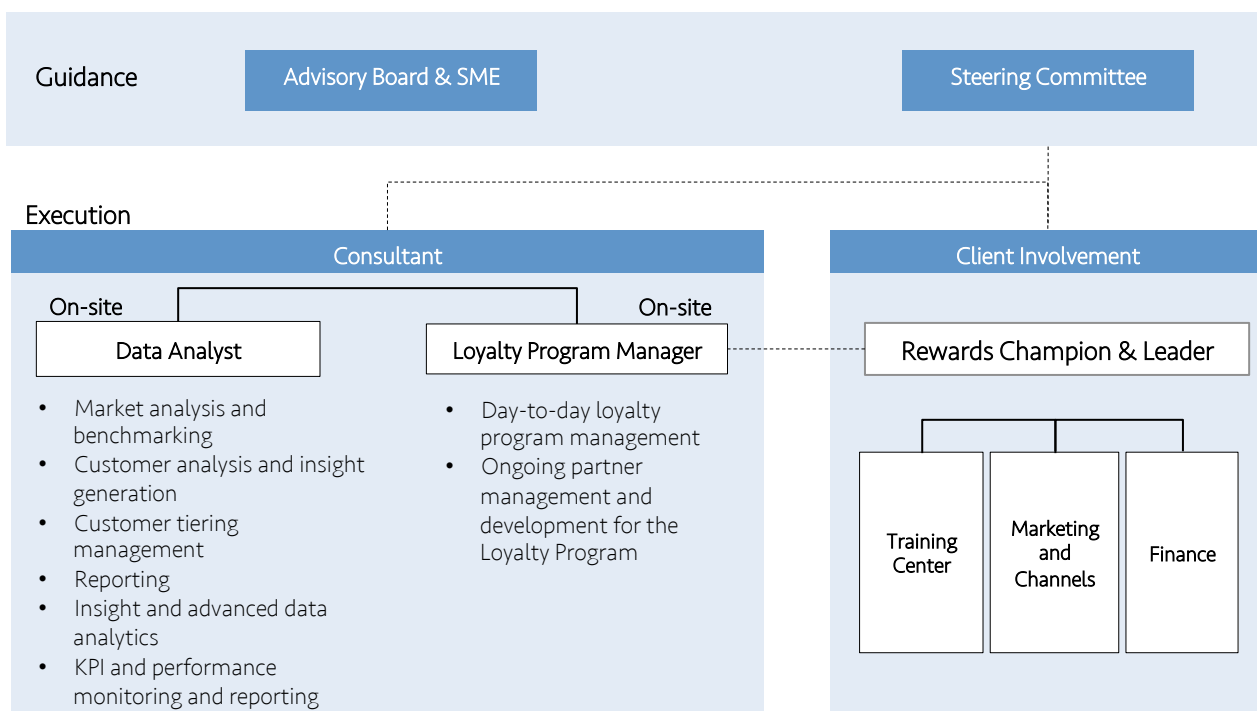 Guidance
Advisory Board & SME
Steering Committee
Execution
Consultant
On-site
Data Analyst
• Market analysis and
benchmarking
• Customer analysis and insight
generation
• Customer tiering
management
• Reporting
• Insight and advanced data
analytics
• KPI and performance
monitoring and reporting
On-site
Loyalty Program Manager
• Day-to-day loyalty
program management
• Ongoing partner
management and
development for the
Loyalty Program
Client Involvement
Rewards Champion & Leader
Training
Center
Marketing
and
Channels
Finance